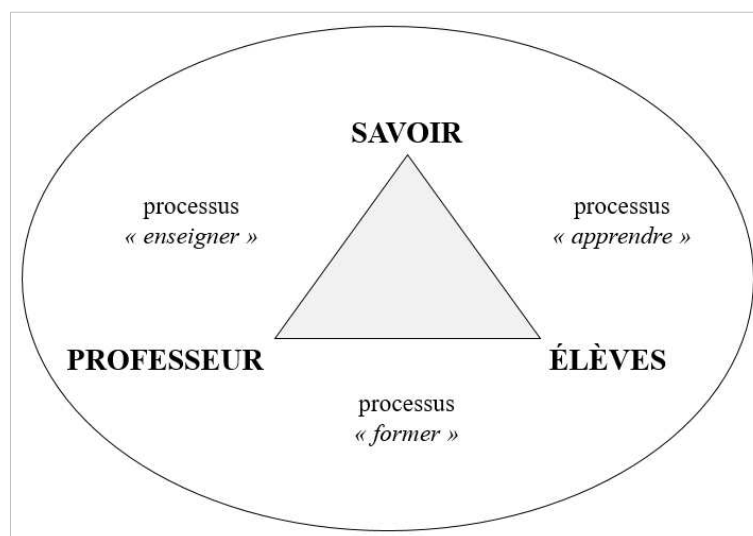 SAVOIR
processus
« enseigner »
processus
« apprendre »
PROFESSEUR
ÉLÈVES
processus
« former »